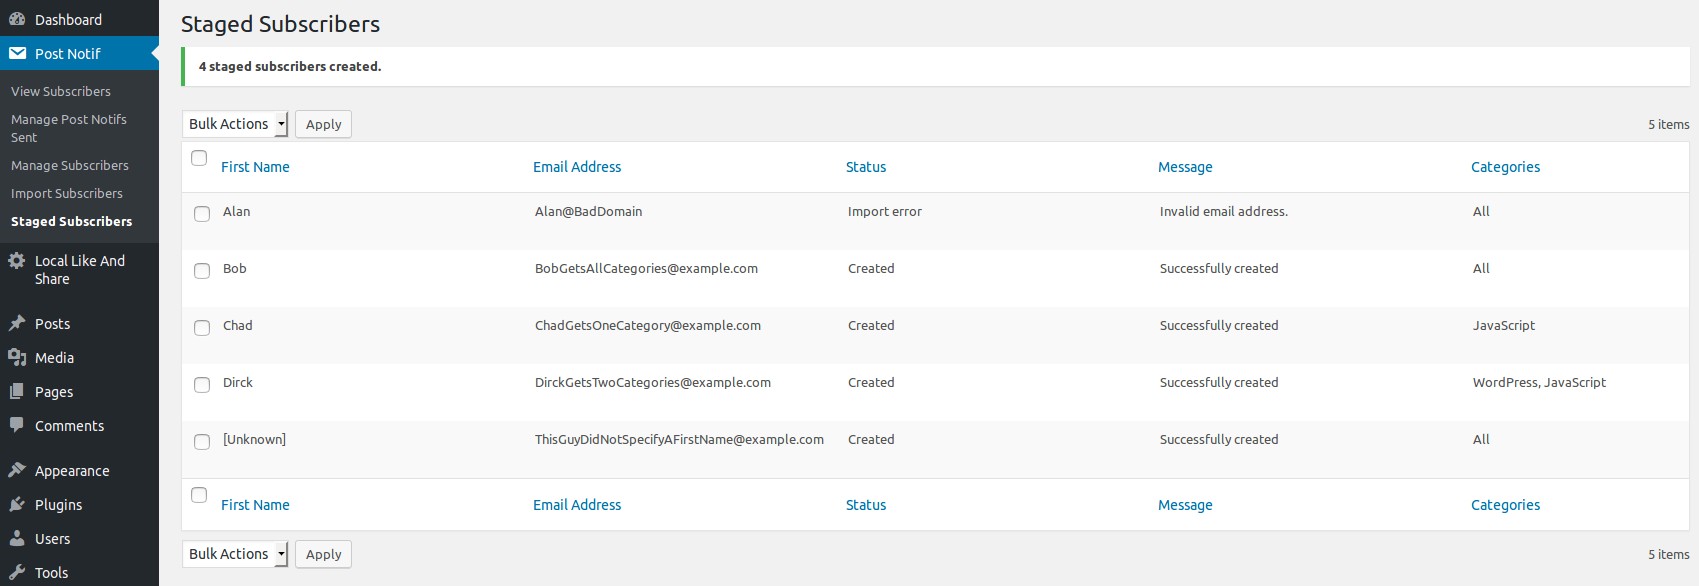 Dashboard
Post Notif
View Subscribers
Manage Post Notifs
Sent
Manage Subscribers
Import Subscribers
Staged Subscribers
Local Like And
Share
Posts
Media
Pages
Comments
Appearance
Plugins
Users
Tools
Staged Subscribers
4 staged subscribers created.
Bulk Actions Apply 5 items
First Name Email Address Status Message Categories
Alan Alan@BadDomain Import error Invalid email address. All
Bob BobGetsAllCategories@example.com Created Successfully created All
Chad ChadGetsOneCategory@example.com Created Successfully created JavaScript
Dirck DirckGetsTwoCategories@example.com Created Successfully created WordPress, JavaScript
[Unknown] ThisGuyDidNotSpecifyAFirstName@example.com Created Successfully created All
First Name Email Address Status Message Categories
Bulk Actions Apply 5 items